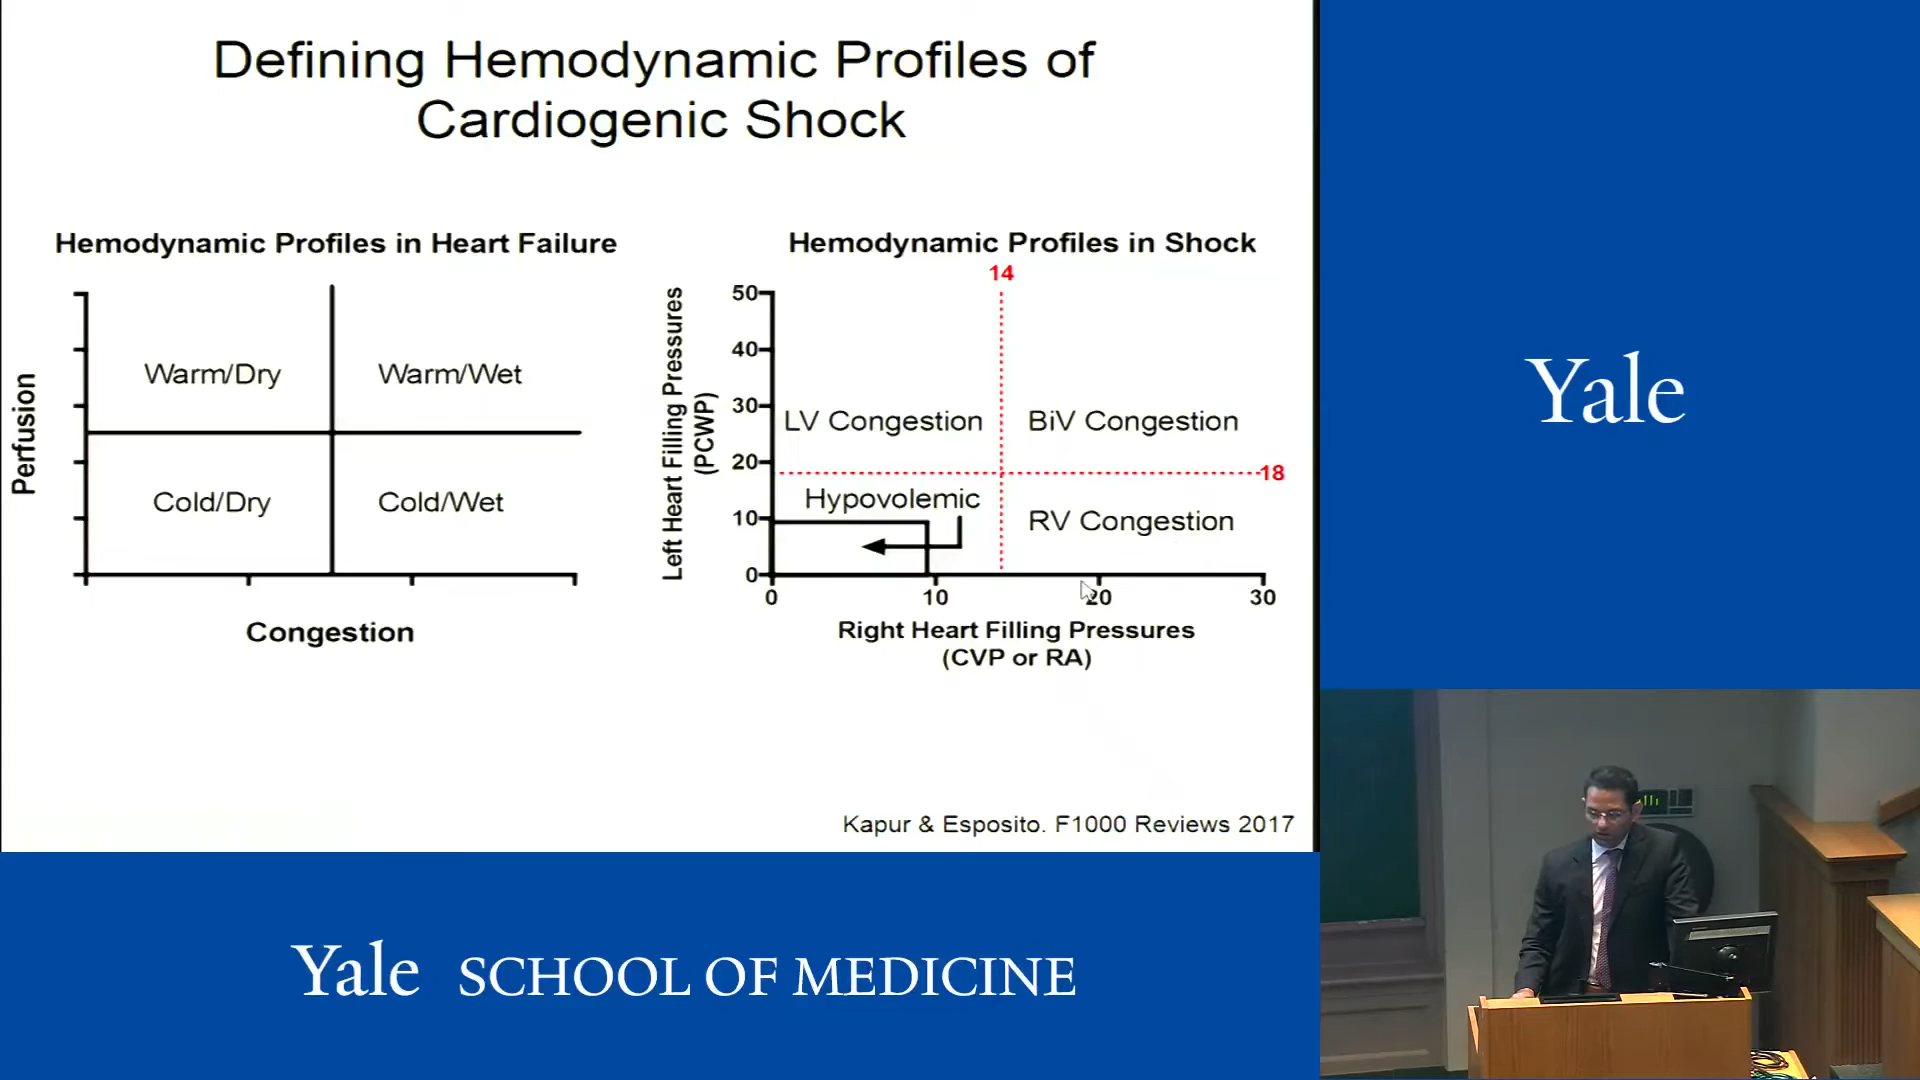 Defining Hemodynamic Profiles of
Cardiogenic Shock
Hemodynamic Profiles in Heart Failure
Perfusion
Warm/Dry
Warm/Wet
Cold/Dry
Cold/Wet
Congestion
Hemodynamic Profiles in Shock
14
Left Heart Filling Pressures
(PCWP)
50
40
30
20
10
0
LV Congestion
BiV Congestion
18
Hypovolemic
RV Congestion
0
10
20
30
Right Heart Filling Pressures
(CVP or RA)
Kapur & Esposito. F1000 Reviews 2017
Yale
Yale SCHOOL OF MEDICINE